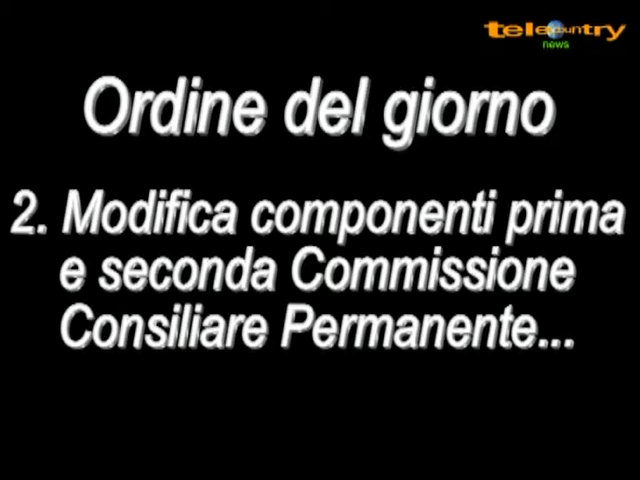 telecountry
news
Ordine del giorno
2. Modifica componenti prima
e seconda Commissione
Consiliare Permanente...